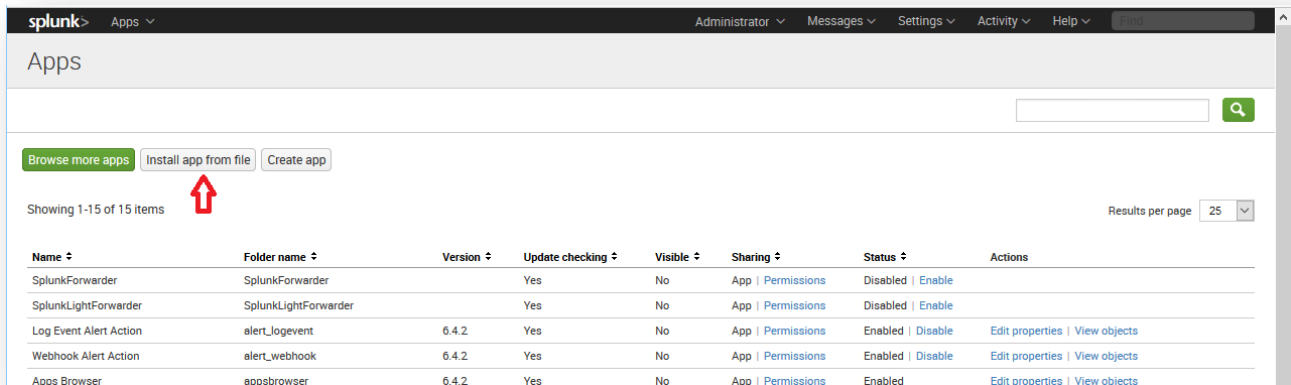 splunk> Apps Administrator Messages Settings Activity Help Find
Apps
Browse more apps Install app from file Create app
Showing 1-15 of 15 items Results per page 25
Name Folder name Version Update checking Visible Sharing Status Actions
SplunkForwarder SplunkForwarder Yes No App | Permissions Disabled | Enable
SplunkLightForwarder SplunkLightForwarder Yes No App | Permissions Disabled | Enable
Log Event Alert Action alert_logevent 6.4.2 Yes No App | Permissions Enabled | Disable Edit properties | View objects
Webhook Alert Action alert_webhook 6.4.2 Yes No App | Permissions Enabled | Disable Edit properties | View objects
Apps Browser appsbrowser 6.4.2 Yes No App | Permissions Enabled Edit properties | View objects